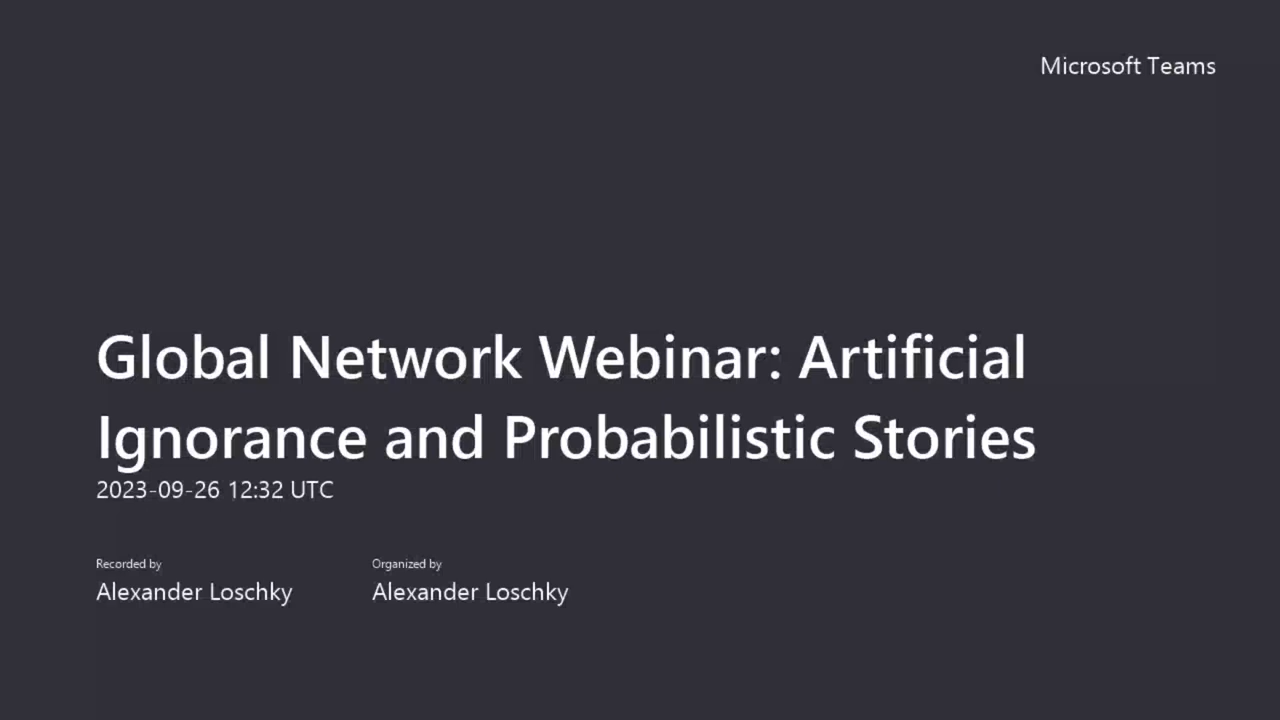 Microsoft Teams
Global Network Webinar: Artificial
Ignorance and Probabilistic Stories
2023-09-26 12:32 UTC
Recorded by
Alexander Loschky
Organized by
Alexander Loschky